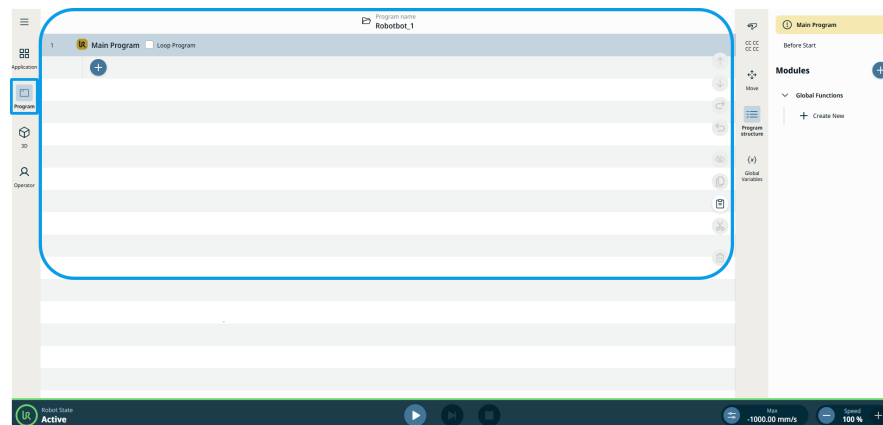 Program name
Robotbot_1
1 UR Main Program Loop Program
Application
Program
3D
Operator
CC CC
CC CC
Move
Program
structure
Global
Variables
Main Program
Before Start
Modules
Global Functions
Create New
UR
Robot State
Active
Max
-1000.00 mm/s
Speed
100 %